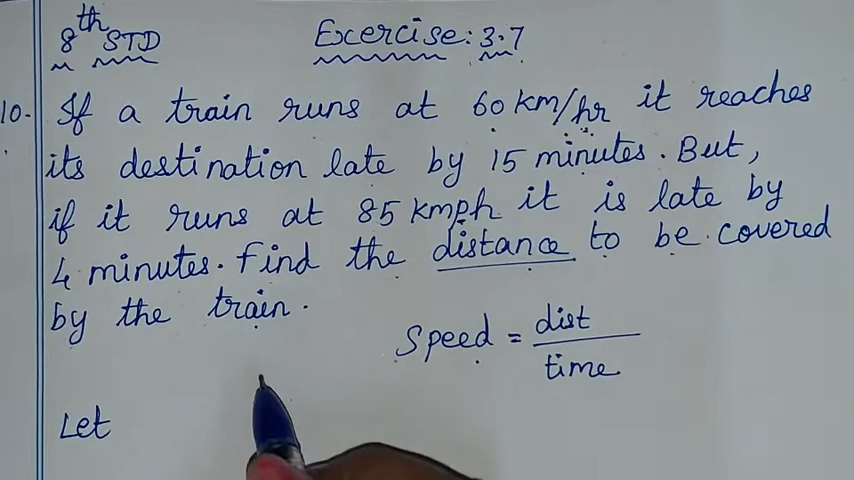 8th STD Exercise: 3.7
10- If a train runs at 60 km/hr it reaches
its destination late by 15 minutes. But,
if it runs at 85 kmph it is late by
4 minutes. Find the distance to be covered
by the train.
Speed = dist
time
Let